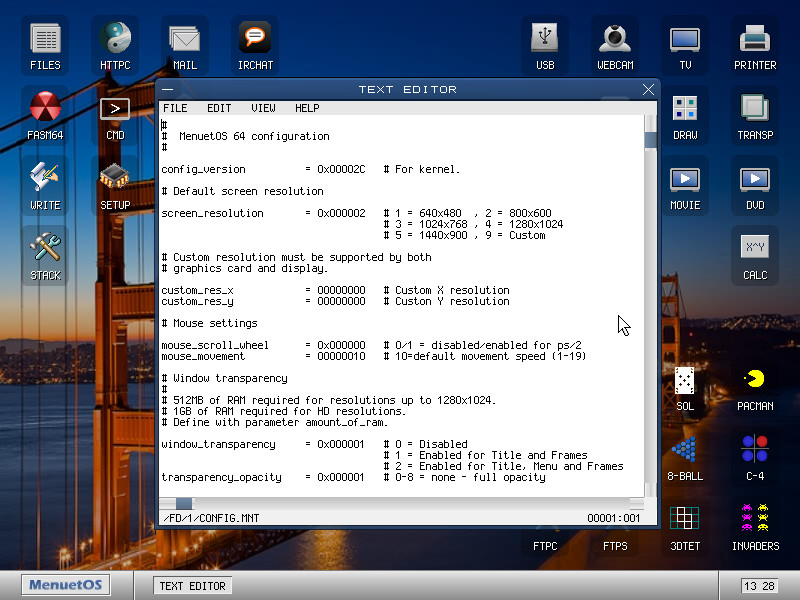 FILES
HTTPC
MAIL
IRCHAT
USB
WEBCAM
TV
PRINTER
FASM64
CMD
DRAW
TRANSP
WRITE
SETUP
MOVIE
DVD
STACK
X^Y
CALC
SOL
PACMAN
8-BALL
C-4
FTPC
FTPS
3DTET
INVADERS
TEXT EDITOR
FILE EDIT VIEW HELP
#
# MenuetOS 64 configuration
#
config_version = 0x00002C # For kernel.
# Default screen resolution
screen_resolution = 0x000002 # 1 = 640x480 , 2 = 800x600
# 3 = 1024x768 , 4 = 1280x1024
# 5 = 1440x900 , 9 = Custom
# Custom resolution must be supported by both
# graphics card and display.
custom_res_x = 00000000 # Custom X resolution
custom_res_y = 00000000 # Custon Y resolution
# Mouse settings
mouse_scroll_wheel = 0x000000 # 0/1 = disabled/enabled for ps/2
mouse_movement = 00000010 # 10=default movement speed (1-19)
# Window transparency
#
# 512MB of RAM required for resolutions up to 1280x1024.
# 1GB of RAM required for HD resolutions.
# Define with parameter amount_of_ram.
window_transparency = 0x000001 # 0 = Disabled
# 1 = Enabled for Title and Frames
# 2 = Enabled for Title, Menu and Frames
transparency_opacity = 0x000001 # 0-8 = none - full opacity
/FD/1/CONFIG.MNT 00001:001
MenuetOS
TEXT EDITOR
13 28